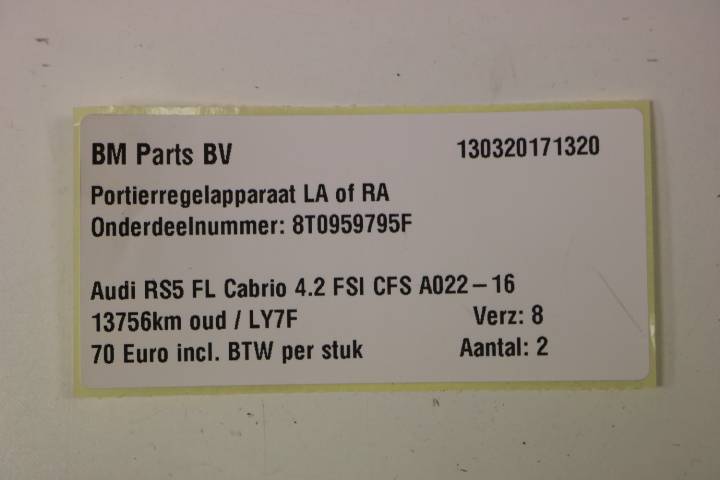 BM Parts BV 130320171320
Portierregelapparaat LA of RA
Onderdeelnummer: 8T0959795F
Audi RS5 FL Cabrio 4.2 FSI CFS A022-16
13756km oud / LY7F Verz: 8
70 Euro incl. BTW per stuk Aantal: 2